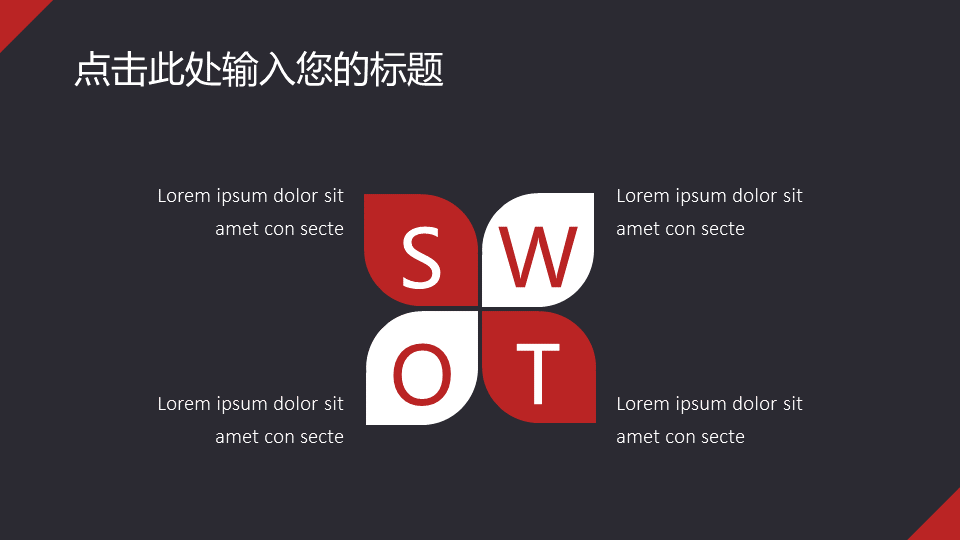 点击此处输入您的标题
Lorem ipsum dolor sit
amet con secte
S
W
Lorem ipsum dolor sit
amet con secte
Lorem ipsum dolor sit
amet con secte
O
T
Lorem ipsum dolor sit
amet con secte